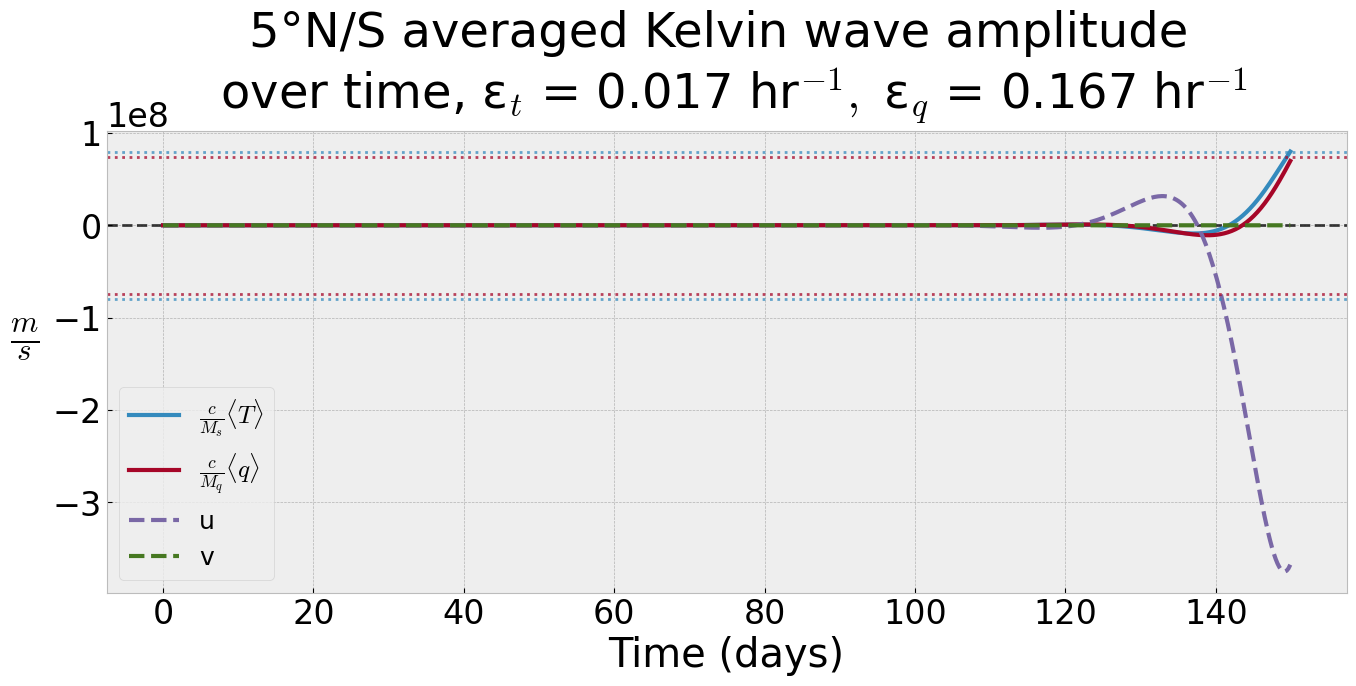 5°N/S averaged Kelvin wave amplitude
over time, ε_t = 0.017 hr⁻¹, ε_q = 0.167 hr⁻¹
1e8
1
0
−1
−2
−3
m/s
c/M_s ⟨T⟩
c/M_q ⟨q⟩
u
v
0 20 40 60 80 100 120 140
Time (days)